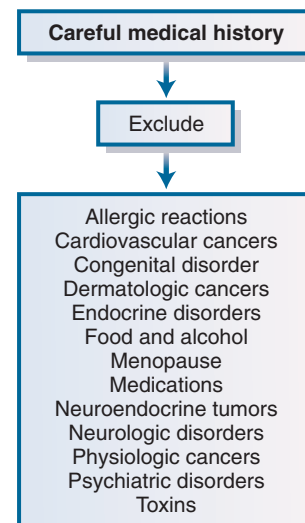 Careful medical history
Exclude
Allergic reactions
Cardiovascular cancers
Congenital disorder
Dermatologic cancers
Endocrine disorders
Food and alcohol
Menopause
Medications
Neuroendocrine tumors
Neurologic disorders
Physiologic cancers
Psychiatric disorders
Toxins